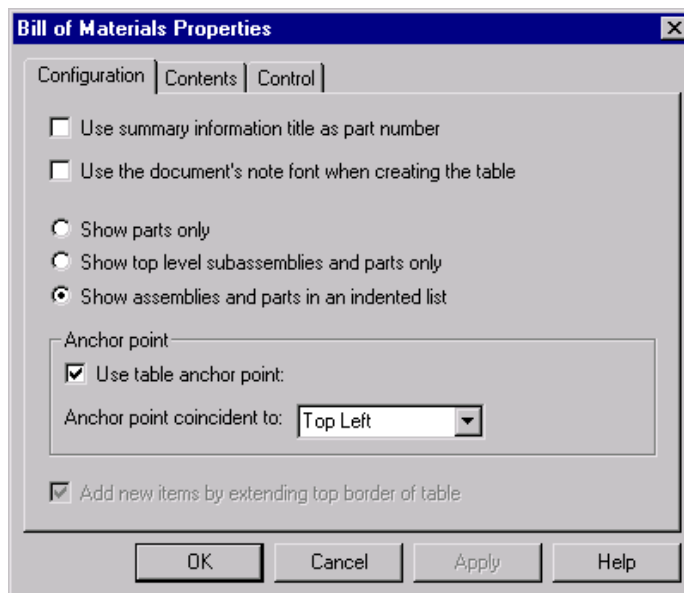 Bill of Materials Properties
Configuration Contents Control
Use summary information title as part number
Use the document's note font when creating the table
Show parts only
Show top level subassemblies and parts only
Show assemblies and parts in an indented list
Anchor point
Use table anchor point:
Anchor point coincident to: Top Left
Add new items by extending top border of table
OK Cancel Apply Help